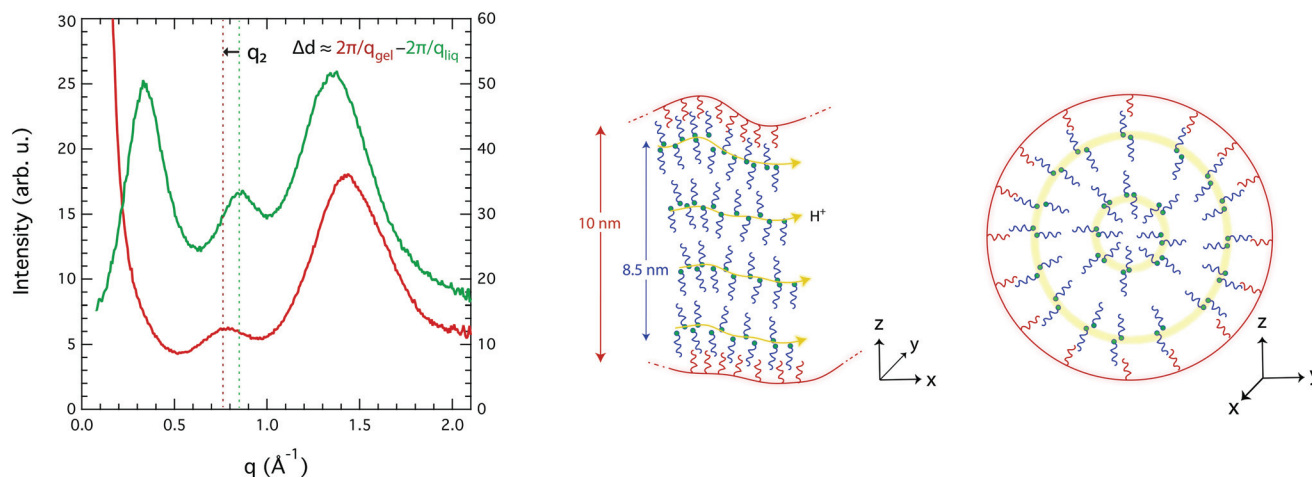 30
25
20
15
10
5
0
Intensity (arb. u.)
60
50
40
30
20
10
0
0.0 0.5 1.0 1.5 2.0
q (Å⁻¹)
q₂
Δd ≈ 2π/q_gel–2π/q_liq
10 nm
8.5 nm
H⁺
z
y
x
z
y
x